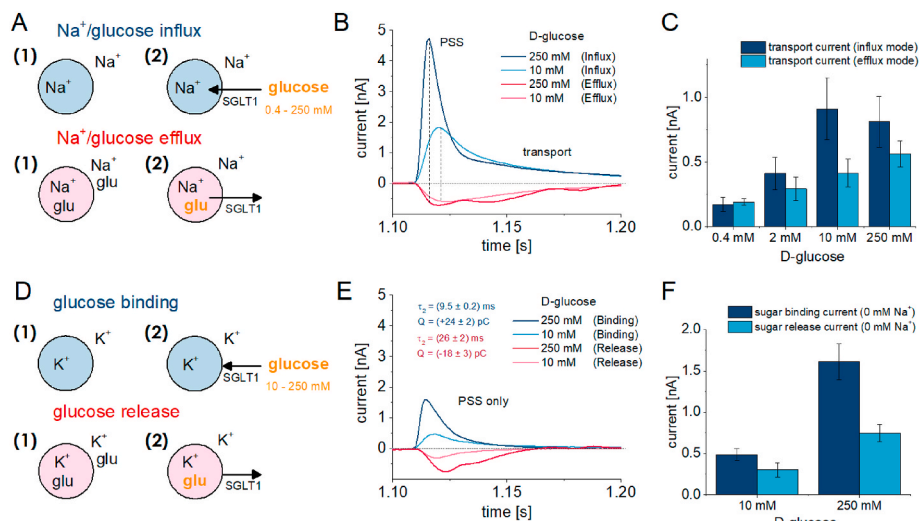 A
Na⁺/glucose influx
(1)
Na⁺
Na⁺
(2)
Na⁺
Na⁺
SGLT1
glucose
0.4 - 250 mM
Na⁺/glucose efflux
(1)
Na⁺
glu
Na⁺
glu
(2)
Na⁺
Na⁺
glu
SGLT1
B
current [nA]
5
4
3
2
1
0
PSS
D-glucose
250 mM (Influx)
10 mM (Influx)
250 mM (Efflux)
10 mM (Efflux)
transport
1.10
1.15
1.20
time [s]
C
transport current (influx mode)
transport current (efflux mode)
current [nA]
1.0
0.5
0.0
0.4 mM
2 mM
10 mM
250 mM
D-glucose
D
glucose binding
(1)
K⁺
K⁺
(2)
K⁺
K⁺
SGLT1
glucose
10 - 250 mM
glucose release
(1)
K⁺
glu
K⁺
glu
(2)
K⁺
K⁺
glu
SGLT1
E
current [nA]
5
4
3
2
1
0
τ₂ = (9.5 ± 0.2) ms
Q = (+24 ± 2) pC
τ₂ = (26 ± 2) ms
Q = (-18 ± 3) pC
D-glucose
250 mM (Binding)
10 mM (Binding)
250 mM (Release)
10 mM (Release)
PSS only
1.10
1.15
1.20
time [s]
F
sugar binding current (0 mM Na⁺)
sugar release current (0 mM Na⁺)
current [nA]
2.0
1.5
1.0
0.5
0.0
10 mM
250 mM
D-glucose